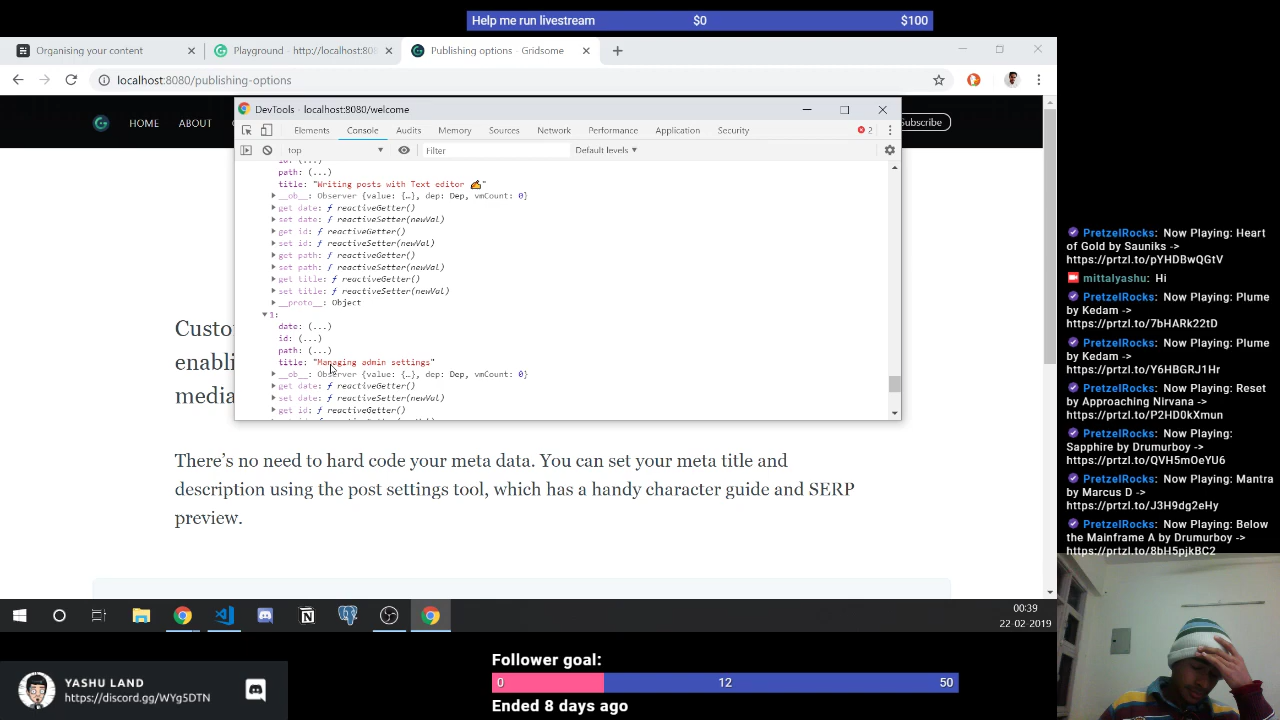 Help me run livestream $0 $100
Organising your content
Playground - http://localhost:808
Publishing options - Gridsome
localhost:8080/publishing-options
HOME ABOUT
Subscribe
DevTools - localhost:8080/welcome
Elements Console Audits Memory Sources Network Performance Application Security
2
top
Filter
Default levels
id: (...)
path: (...)
title: "Writing posts with Text editor ✍️"
__ob__: Observer {value: {…}, dep: Dep, vmCount: 0}
get date: ƒ reactiveGetter()
set date: ƒ reactiveSetter(newVal)
get id: ƒ reactiveGetter()
set id: ƒ reactiveSetter(newVal)
get path: ƒ reactiveGetter()
set path: ƒ reactiveSetter(newVal)
get title: ƒ reactiveGetter()
set title: ƒ reactiveSetter(newVal)
__proto__: Object
1:
date: (...)
id: (...)
path: (...)
title: "Managing admin settings"
__ob__: Observer {value: {…}, dep: Dep, vmCount: 0}
get date: ƒ reactiveGetter()
set date: ƒ reactiveSetter(newVal)
get id: ƒ reactiveGetter()
Custo
enabli
media
There's no need to hard code your meta data. You can set your meta title and
description using the post settings tool, which has a handy character guide and SERP
preview.
00:39
22-02-2019
PretzelRocks: Now Playing: Heart
of Gold by Sauniks ->
https://prtzl.to/pYHDBwQGtV
mittalyashu: Hi
PretzelRocks: Now Playing: Plume
by Kedam ->
https://prtzl.to/7bHARk22tD
PretzelRocks: Now Playing: Plume
by Kedam ->
https://prtzl.to/Y6HBGRJ1Hr
PretzelRocks: Now Playing: Reset
by Approaching Nirvana ->
https://prtzl.to/P2HD0kXmun
PretzelRocks: Now Playing:
Sapphire by Drumurboy ->
https://prtzl.to/QVH5mOeYU6
PretzelRocks: Now Playing: Mantra
by Marcus D ->
https://prtzl.to/J3H9dg2eHy
PretzelRocks: Now Playing: Below
the Mainframe A by Drumurboy ->
https://prtzl.to/8bH5pjkBC2
YASHU LAND
https://discord.gg/WYg5DTN
Follower goal:
0 12 50
Ended 8 days ago